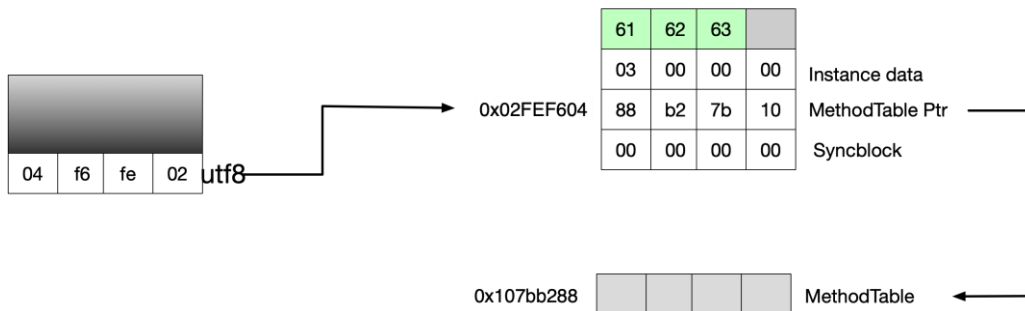 61 62 63
03 00 00 00 Instance data
0x02FEF604 88 b2 7b 10 MethodTable Ptr
00 00 00 00 Syncblock
04 f6 fe 02 utf8
0x107bb288 MethodTable